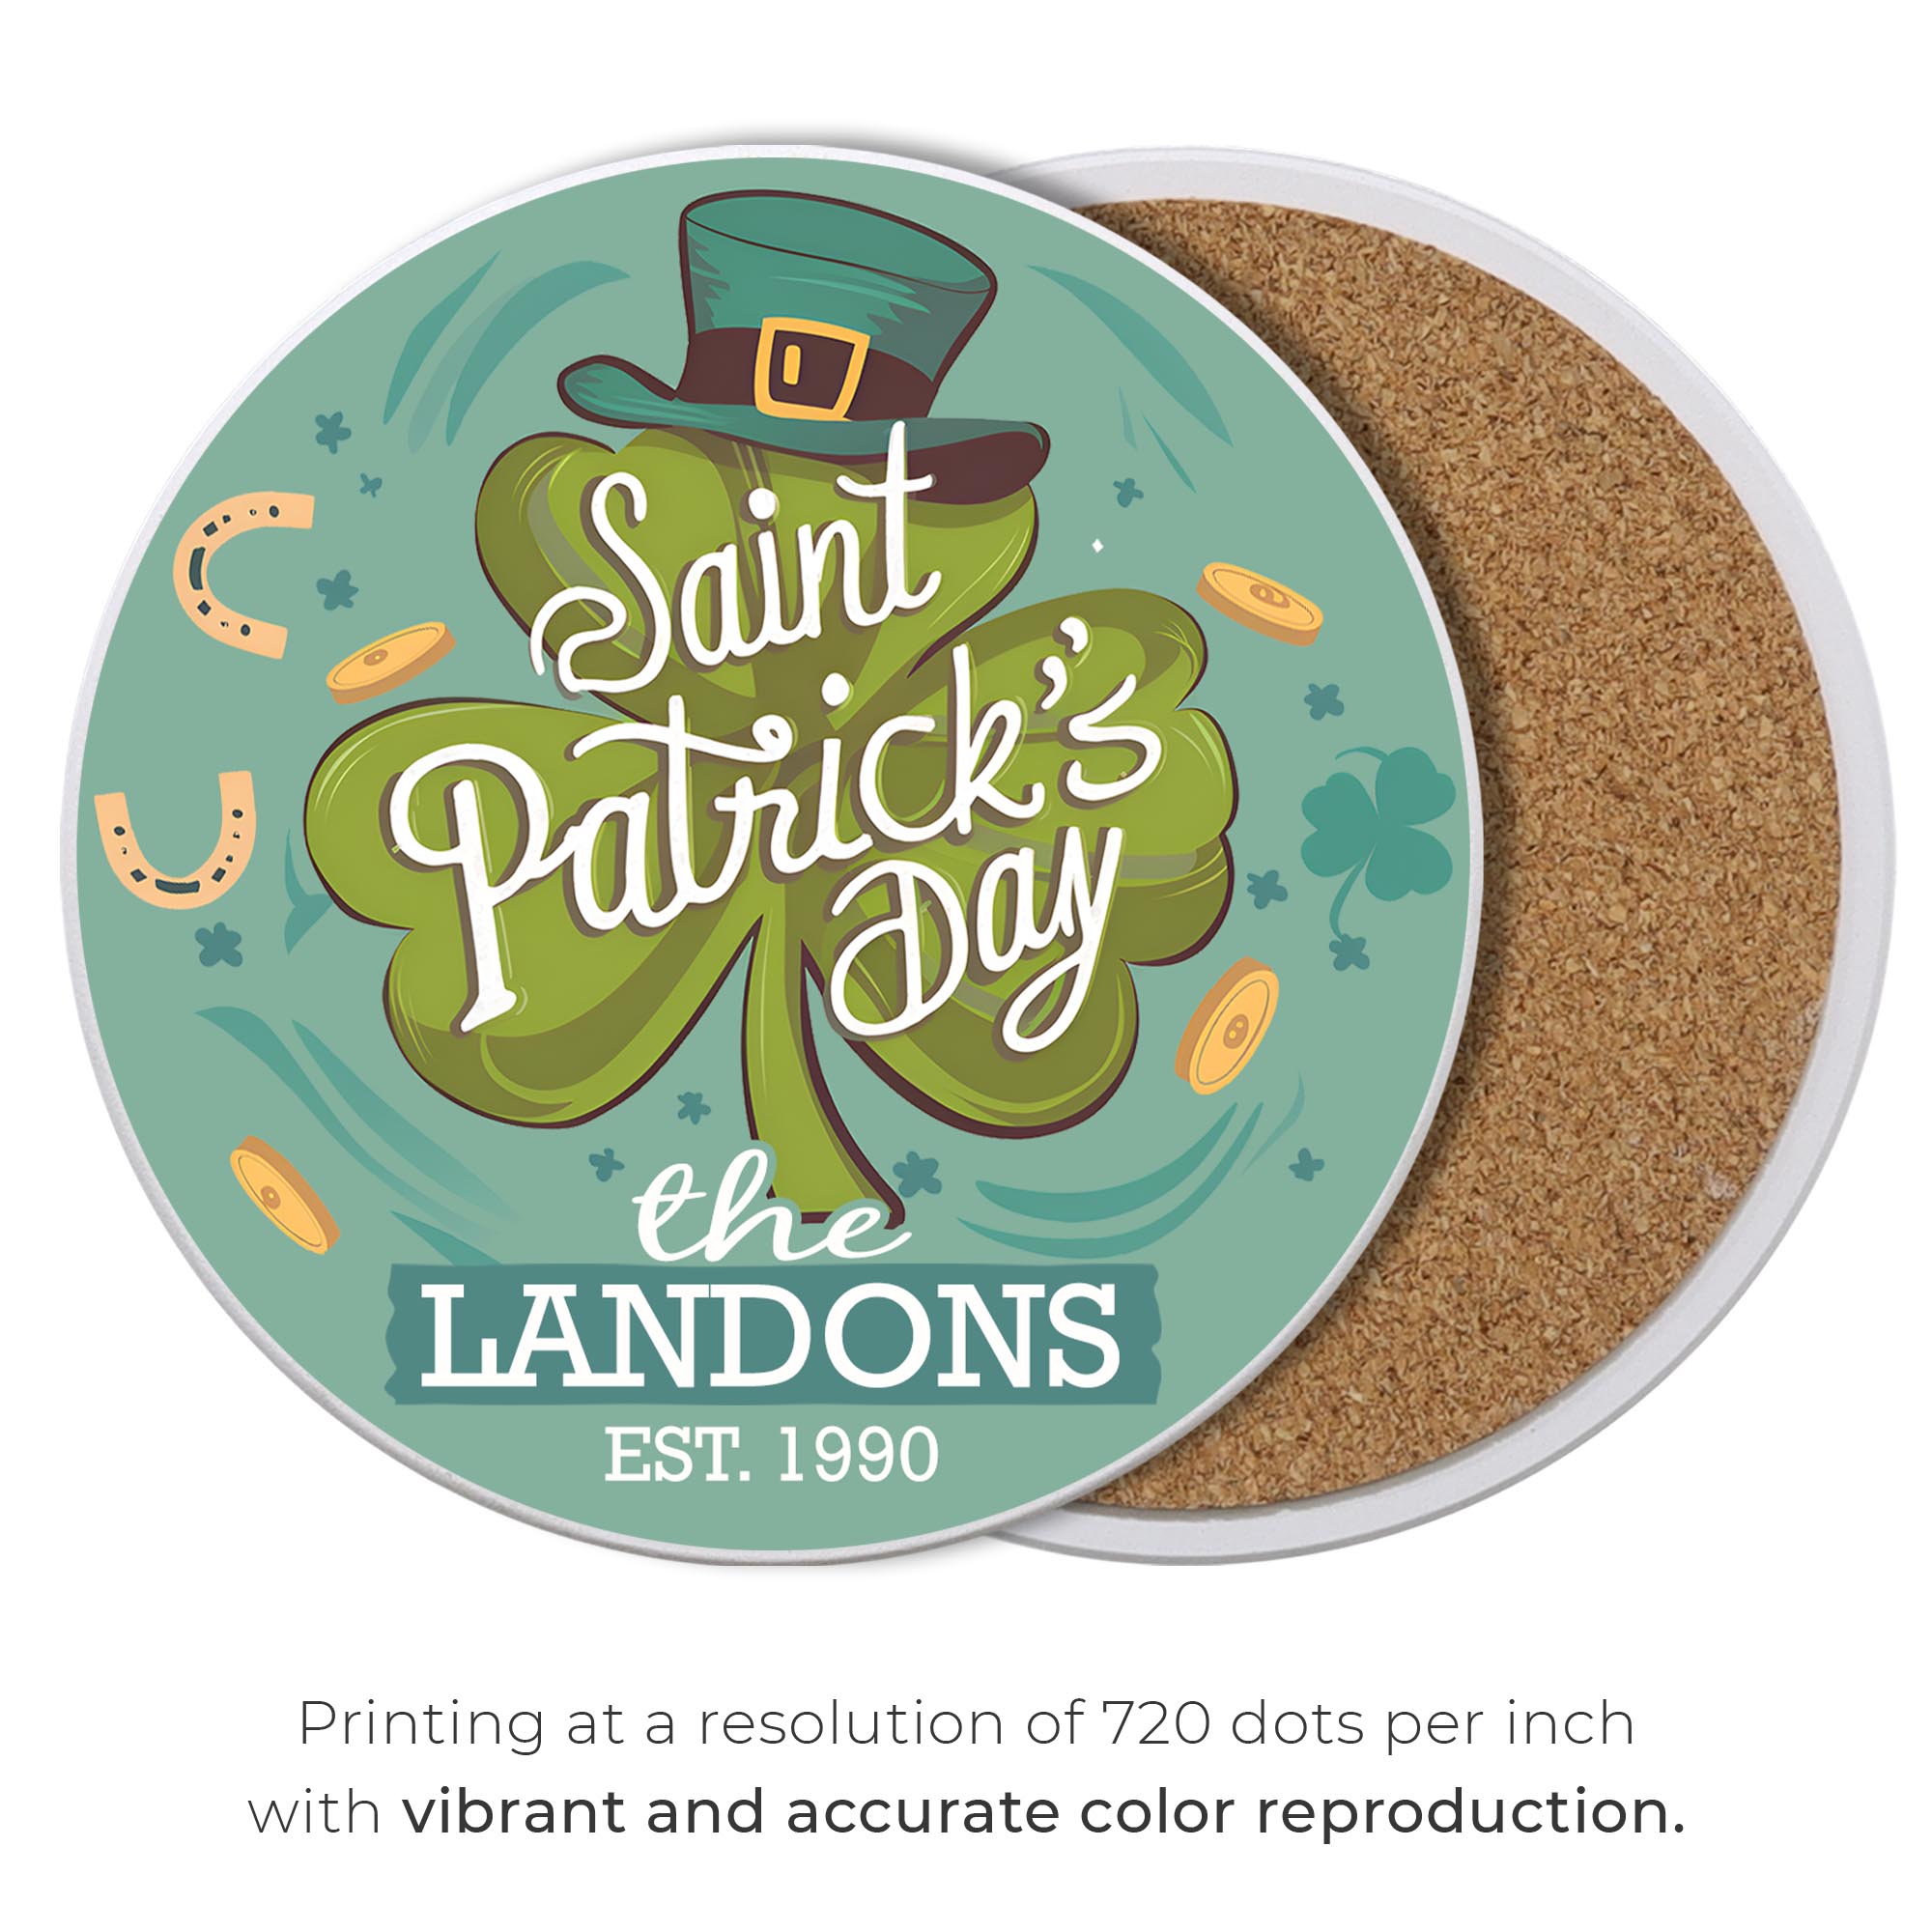 Saint
Patrick's
Day
the
LANDONS
EST. 1990
Printing at a resolution of 720 dots per inch
with vibrant and accurate color reproduction.